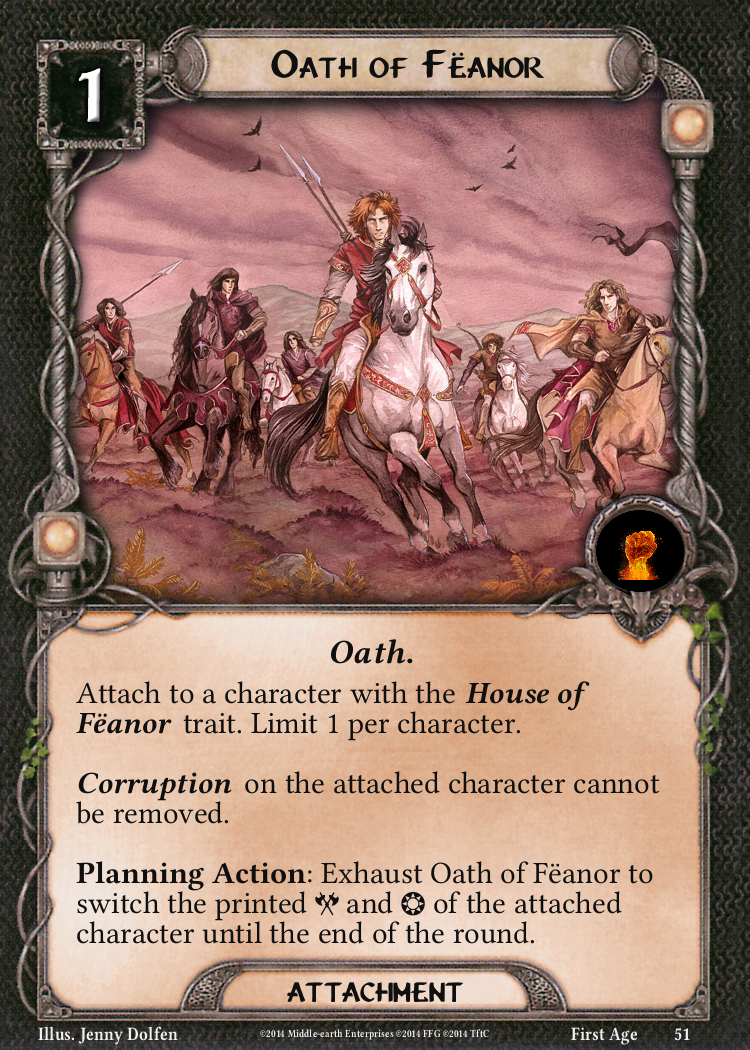 1
Oath of Fëanor
Oath.
Attach to a character with the House of
Fëanor trait. Limit 1 per character.
Corruption on the attached character cannot
be removed.
Planning Action: Exhaust Oath of Fëanor to
switch the printed and of the attached
character until the end of the round.
ATTACHMENT
Illus. Jenny Dolfen
©2014 Middle-earth Enterprises ©2014 FFG ©2014 TftC
First Age
51